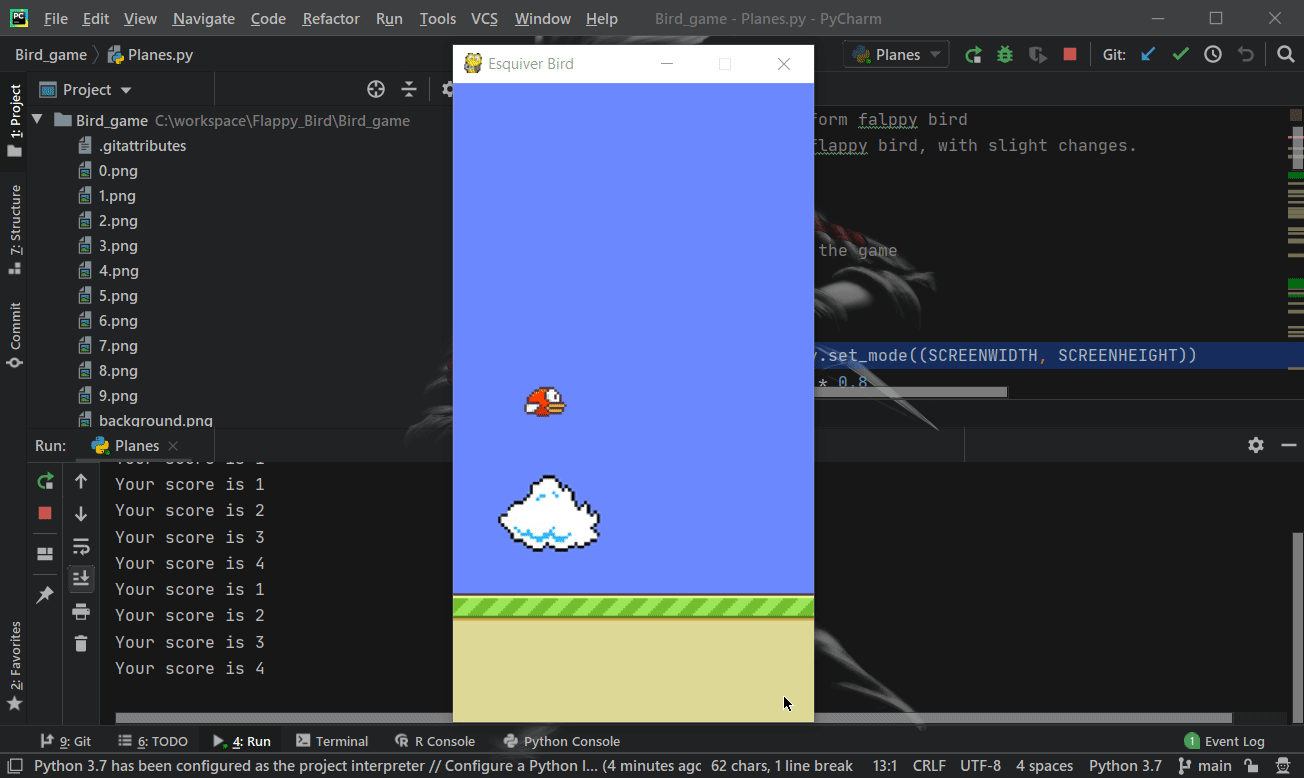 File Edit View Navigate Code Refactor Run Tools VCS Window Help Bird_game - Planes.py - PyCharm
Bird_game Planes.py
Planes Git:
Esquiver Bird
1: Project
7: Structure
Commit
2: Favorites
Project
Bird_game C:\workspace\Flappy_Bird\Bird_game
.gitattributes
0.png
1.png
2.png
3.png
4.png
5.png
6.png
7.png
8.png
9.png
background.png
form falppy bird
flappy bird, with slight changes.
the game
y.set_mode((SCREENWIDTH, SCREENHEIGHT))
* 0.8
Run: Planes
Your score is 1
Your score is 1
Your score is 2
Your score is 3
Your score is 4
Your score is 1
Your score is 2
Your score is 3
Your score is 4
9: Git 6: TODO 4: Run Terminal R Console Python Console 1 Event Log
Python 3.7 has been configured as the project interpreter // Configure a Python I... (4 minutes agc 62 chars, 1 line break 13:1 CRLF UTF-8 4 spaces Python 3.7 main